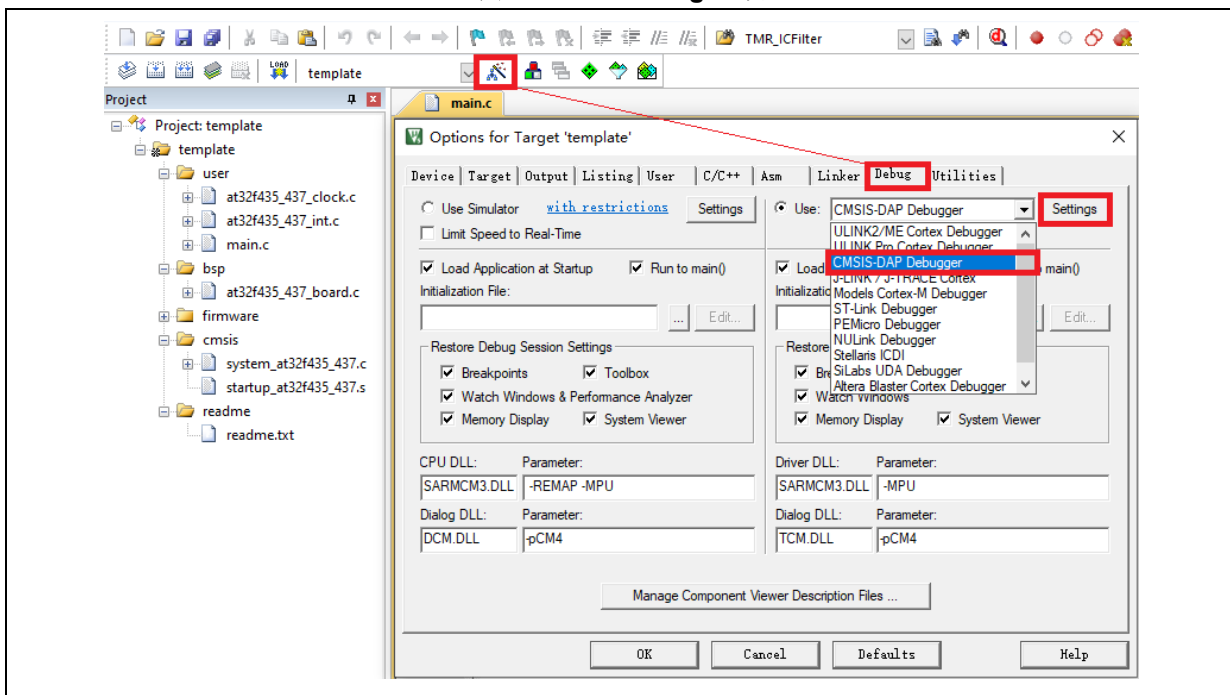 TMR_ICFilter
LOAD
template
Project
main.c
Project: template
template
user
at32f435_437_clock.c
at32f435_437_int.c
main.c
bsp
at32f435_437_board.c
firmware
cmsis
system_at32f435_437.c
startup_at32f435_437.s
readme
readme.txt
Options for Target 'template'
Device Target Output Listing User C/C++ Asm Linker Debug Utilities
Use Simulator with restrictions Settings
Limit Speed to Real-Time
Use: CMSIS-DAP Debugger Settings
ULINK2/ME Cortex Debugger
ULINK Pro Cortex Debugger
CMSIS-DAP Debugger
J-LINK / J-TRACE Cortex
Models Cortex-M Debugger
ST-Link Debugger
PEMicro Debugger
NULink Debugger
Stellaris ICDI
SiLabs UDA Debugger
Altera Blaster Cortex Debugger
Load Application at Startup Run to main()
Initialization File:
... Edit...
Restore Debug Session Settings
Breakpoints Toolbox
Watch Windows & Performance Analyzer
Memory Display System Viewer
Load main()
Edit...
Restore
Watch Windows
Memory Display System Viewer
CPU DLL: Parameter:
SARMCM3.DLL -REMAP -MPU
Dialog DLL: Parameter:
DCM.DLL -pCM4
Driver DLL: Parameter:
SARMCM3.DLL -MPU
Dialog DLL: Parameter:
TCM.DLL -pCM4
Manage Component Viewer Description Files ...
OK Cancel Defaults Help